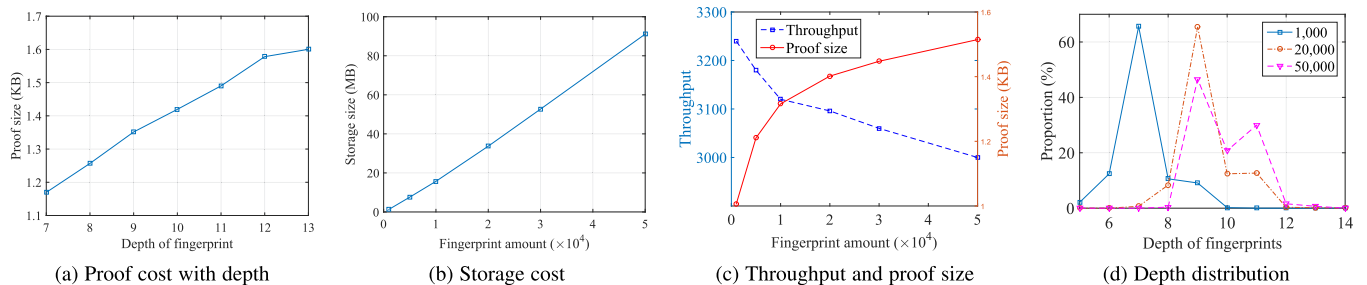 1.7
1.6
1.5
1.4
1.3
1.2
1.1
7 8 9 10 11 12 13
Proof size (KB)
Depth of fingerprint
(a) Proof cost with depth
100
80
60
40
20
0
0 1 2 3 4 5
Storage size (MB)
Fingerprint amount (×10⁴)
(b) Storage cost
3300
3200
3100
3000
Throughput
Throughput
Proof size
1.6
1.4
1.2
1
Proof size (KB)
0 1 2 3 4 5
Fingerprint amount (×10⁴)
(c) Throughput and proof size
60
40
20
0
Proportion (%)
1,000
20,000
50,000
6 8 10 12 14
Depth of fingerprints
(d) Depth distribution